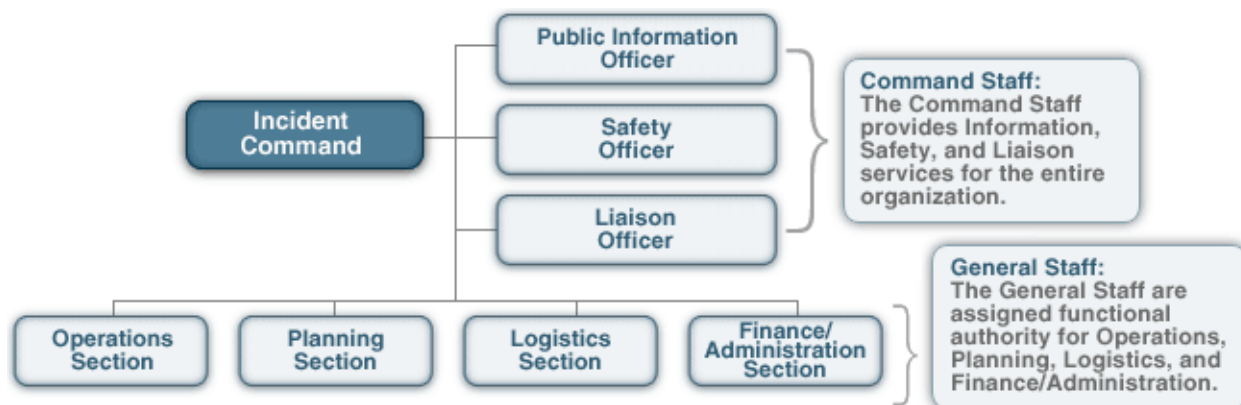 Public Information
Officer
Incident
Command
Safety
Officer
Liaison
Officer
Command Staff:
The Command Staff
provides Information,
Safety, and Liaison
services for the entire
organization.
Operations
Section
Planning
Section
Logistics
Section
Finance/
Administration
Section
General Staff:
The General Staff are
assigned functional
authority for Operations,
Planning, Logistics, and
Finance/Administration.